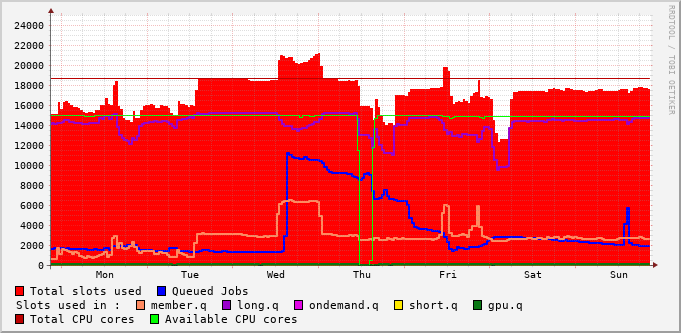 RRDTOOL / TOBI OETIKER
24000
22000
20000
18000
16000
14000
12000
10000
8000
6000
4000
2000
0
Mon Tue Wed Thu Fri Sat Sun
Total slots used Queued Jobs
Slots used in : member.q long.q ondemand.q short.q gpu.q
Total CPU cores Available CPU cores